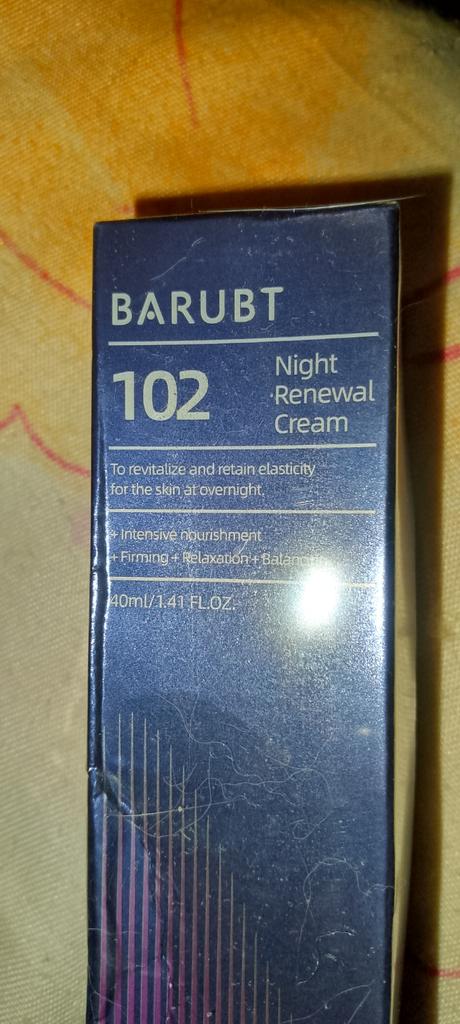 BARUBT
102
Night
Renewal
Cream
To revitalize and retain elasticity
for the skin at overnight.
+ Intensive nourishment
+ Firming + Relaxation +
40ml/1.41 FL.OZ.